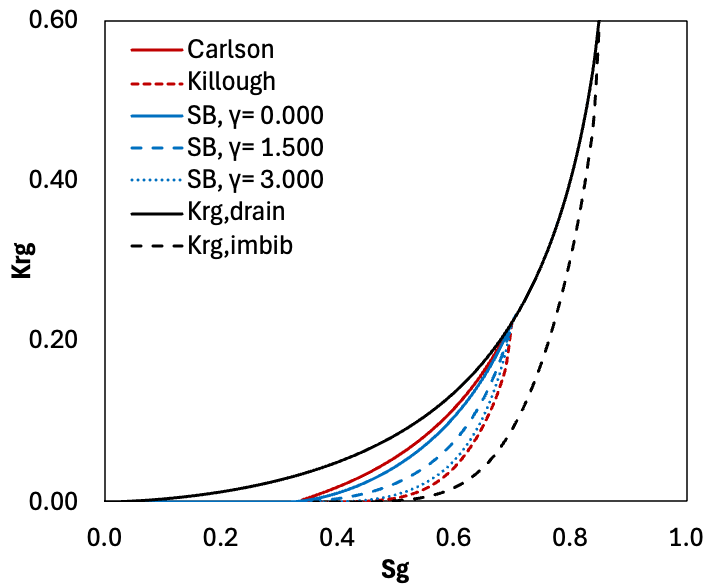 0.60
Carlson
Killough
SB, γ= 0.000
SB, γ= 1.500
SB, γ= 3.000
Krg,drain
Krg,imbib
0.40
Krg
0.20
0.00
0.0 0.2 0.4 0.6 0.8 1.0
Sg